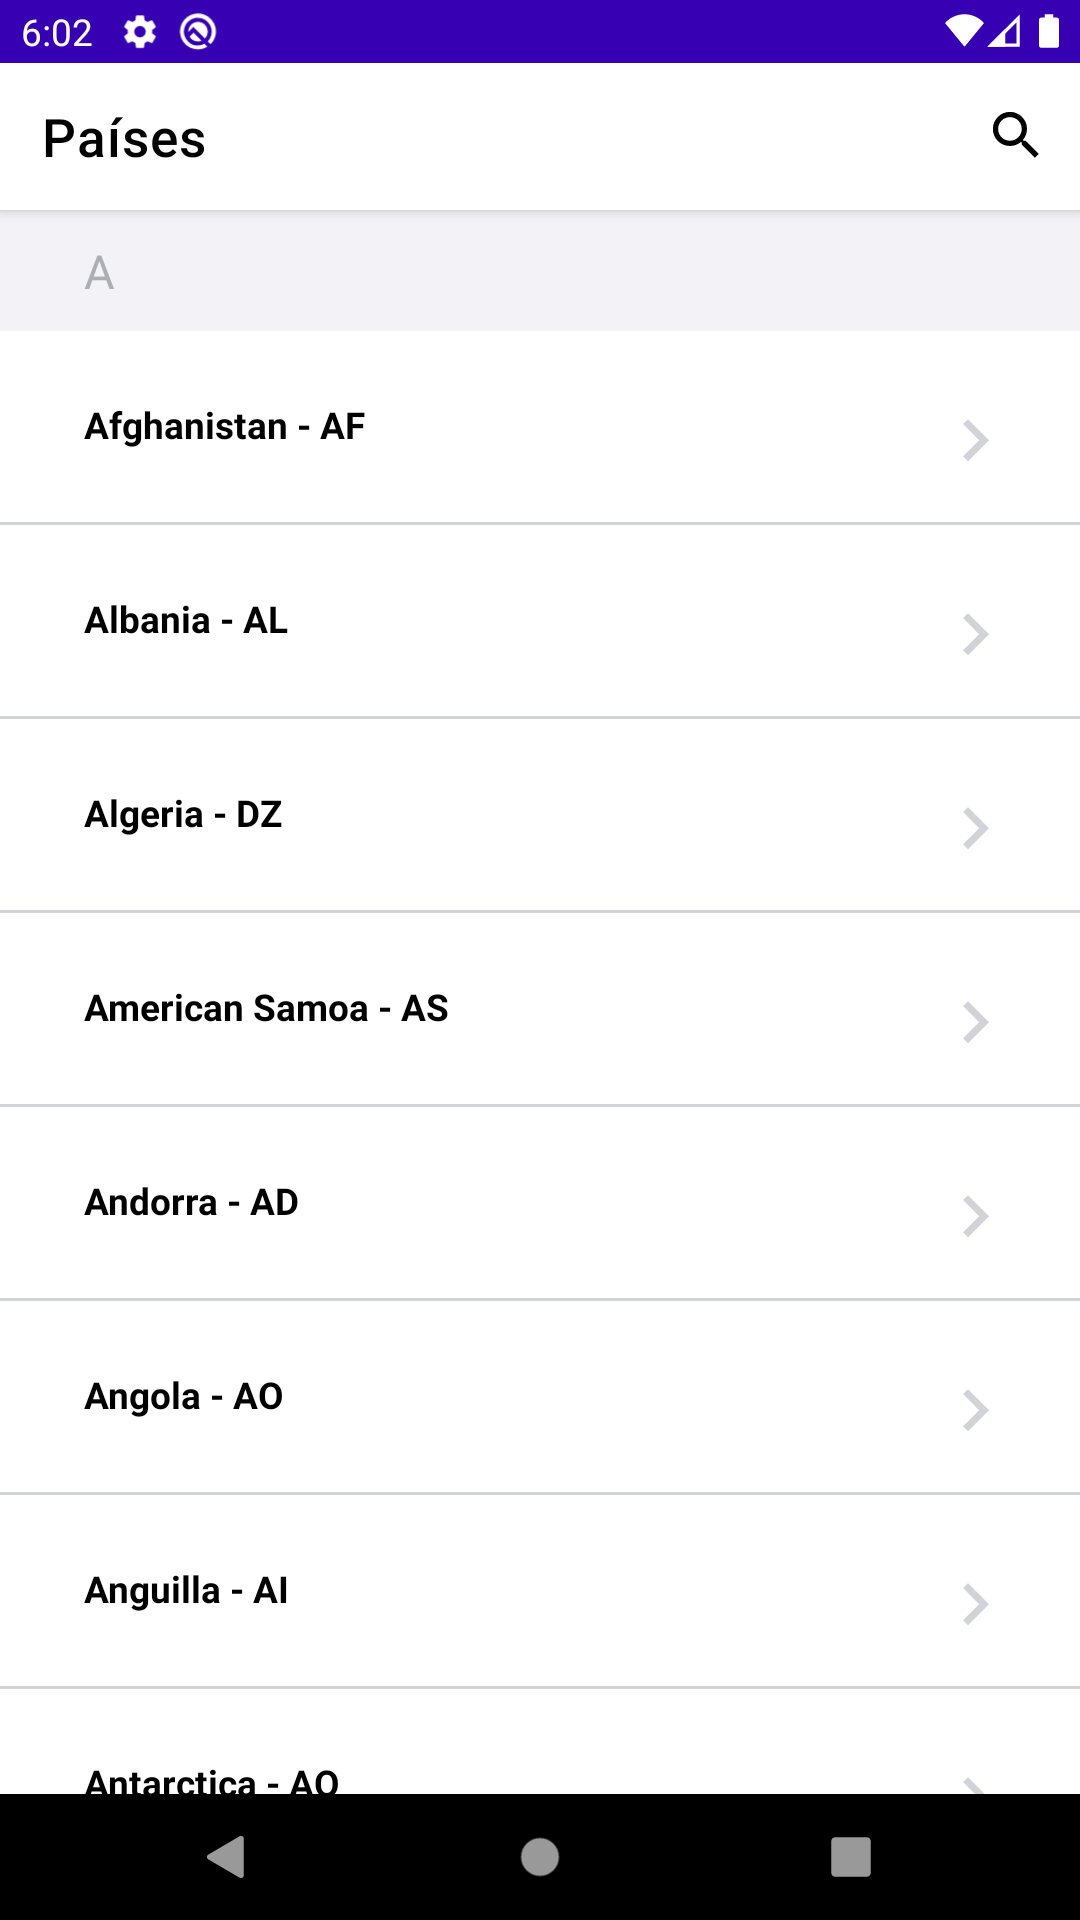 6:02
Países
A
Afghanistan - AF
Albania - AL
Algeria - DZ
American Samoa - AS
Andorra - AD
Angola - AO
Anguilla - AI
Antarctica - AQ